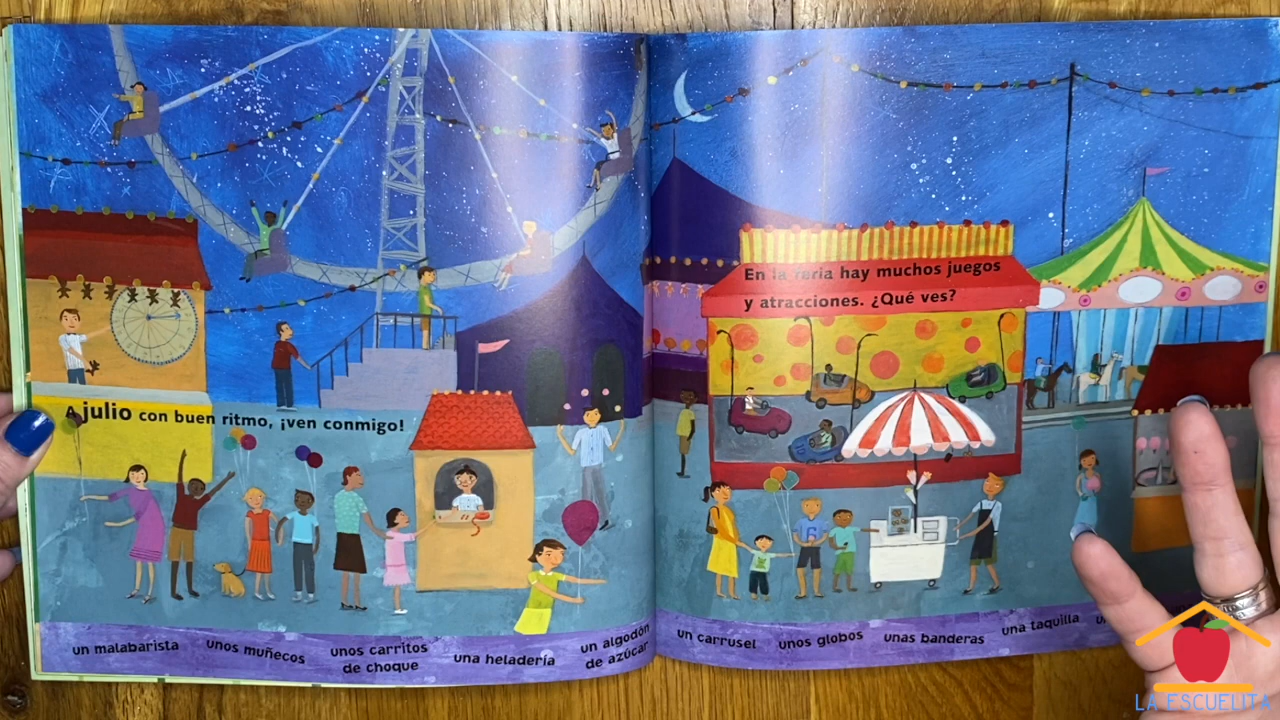 A julio con buen ritmo, ¡ven conmigo!
un malabarista
unos muñecos
unos carritos
de choque
una heladería
un algodón
de azúcar
En la feria hay muchos juegos
y atracciones. ¿Qué ves?
un carrusel
unos globos
unas banderas
una taquilla
LA ESCUELITA